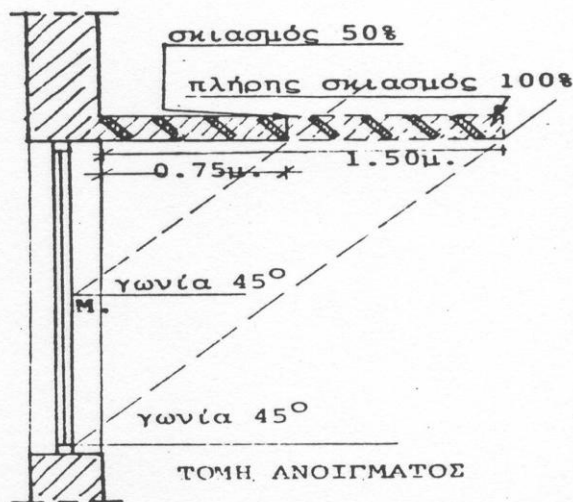 σκιασμός 50%
πλήρης σκιασμός 100%
1.50μ.
0.75μ.
γωνία 45°
Μ.
γωνία 45°
ΤΟΜΗ ΑΝΟΙΓΜΑΤΟΣ